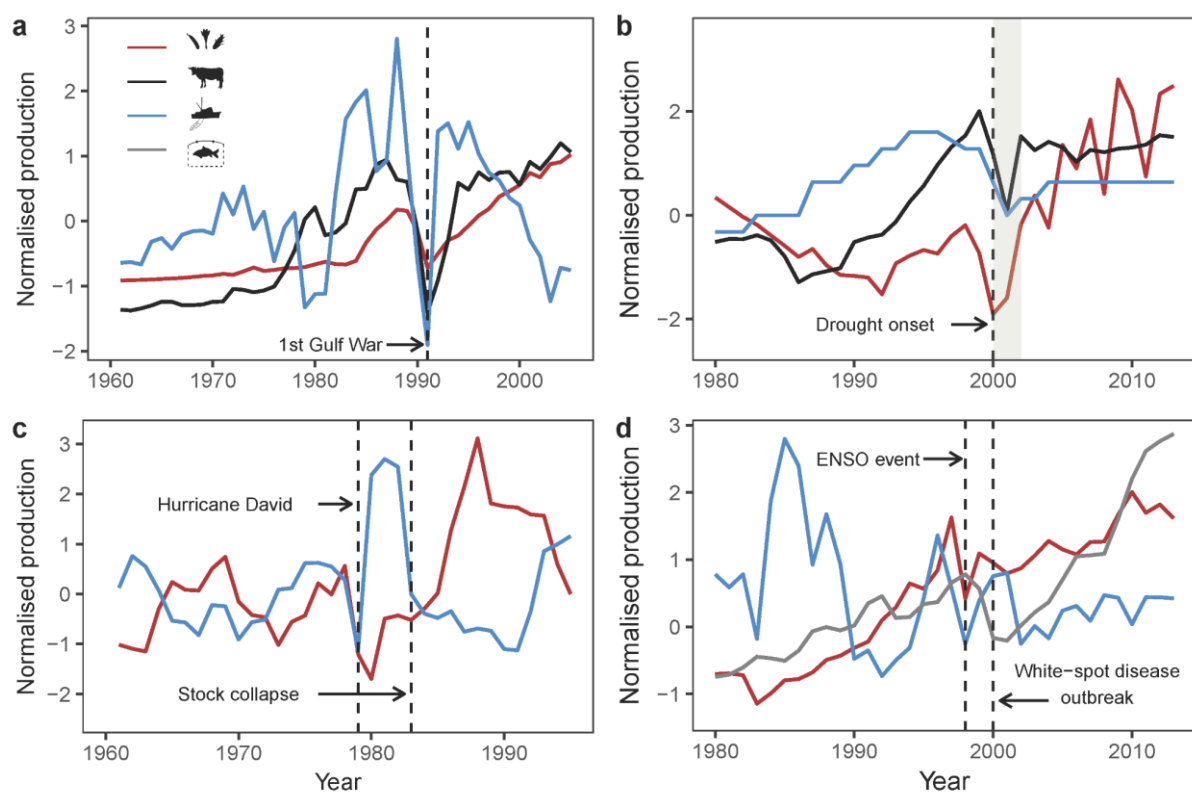 a
Normalised production
3
2
1
0
−1
−2
1st Gulf War
1960
1970
1980
1990
2000
b
Normalised production
2
0
−2
Drought onset
1980
1990
2000
2010
c
Normalised production
3
2
1
0
−1
−2
Hurricane David
Stock collapse
1960
1970
1980
1990
Year
d
Normalised production
3
2
1
0
−1
ENSO event
White−spot disease
outbreak
1980
1990
2000
2010
Year